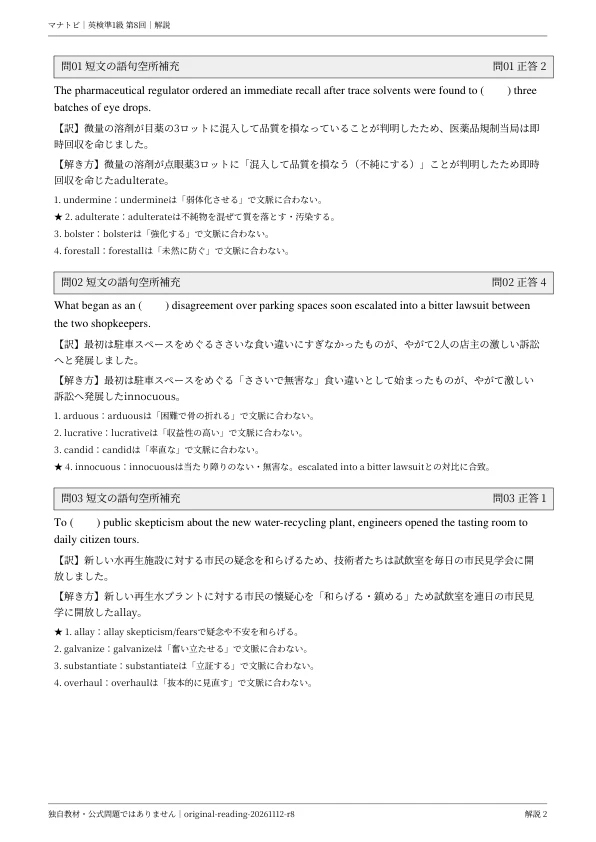 マナトビ｜英検準1級 第8回｜解説
問01 短文の語句空所補充 問01 正答 2
The pharmaceutical regulator ordered an immediate recall after trace solvents were found to (　　) three
batches of eye drops.
【訳】微量の溶剤が目薬の3ロットに混入して品質を損なっていることが判明したため、医薬品規制当局は即
時回収を命じました。
【解き方】微量の溶剤が点眼薬3ロットに「混入して品質を損なう（不純にする）」ことが判明したため即時
回収を命じたadulterate。
1. undermine：undermineは「弱体化させる」で文脈に合わない。
★ 2. adulterate：adulterateは不純物を混ぜて質を落とす・汚染する。
3. bolster：bolsterは「強化する」で文脈に合わない。
4. forestall：forestallは「未然に防ぐ」で文脈に合わない。
問02 短文の語句空所補充 問02 正答 4
What began as an (　　) disagreement over parking spaces soon escalated into a bitter lawsuit between
the two shopkeepers.
【訳】最初は駐車スペースをめぐるささいな食い違いにすぎなかったものが、やがて2人の店主の激しい訴訟
へと発展しました。
【解き方】最初は駐車スペースをめぐる「ささいで無害な」食い違いとして始まったものが、やがて激しい
訴訟へ発展したinnocuous。
1. arduous：arduousは「困難で骨の折れる」で文脈に合わない。
2. lucrative：lucrativeは「収益性の高い」で文脈に合わない。
3. candid：candidは「率直な」で文脈に合わない。
★ 4. innocuous：innocuousは当たり障りのない・無害な。escalated into a bitter lawsuitとの対比に合致。
問03 短文の語句空所補充 問03 正答 1
To (　　) public skepticism about the new water-recycling plant, engineers opened the tasting room to
daily citizen tours.
【訳】新しい水再生施設に対する市民の疑念を和らげるため、技術者たちは試飲室を毎日の市民見学会に開
放しました。
【解き方】新しい再生水プラントに対する市民の懐疑心を「和らげる・鎮める」ため試飲室を連日の市民見
学に開放したallay。
★ 1. allay：allay skepticism/fearsで疑念や不安を和らげる。
2. galvanize：galvanizeは「奮い立たせる」で文脈に合わない。
3. substantiate：substantiateは「立証する」で文脈に合わない。
4. overhaul：overhaulは「抜本的に見直す」で文脈に合わない。
独自教材・公式問題ではありません｜original-reading-20261112-r8 解説 2